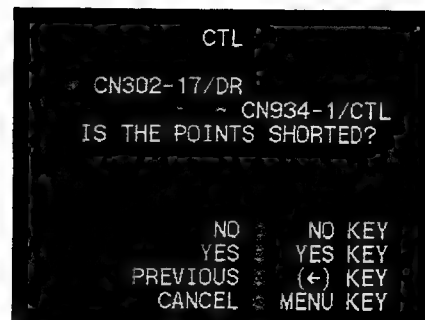 CTL
* CN302-17/DR
~ ~ CN934-1/CTL
IS THE POINTS SHORTED?
NO : NO KEY
YES : YES KEY
PREVIOUS : (←) KEY
CANCEL : MENU KEY